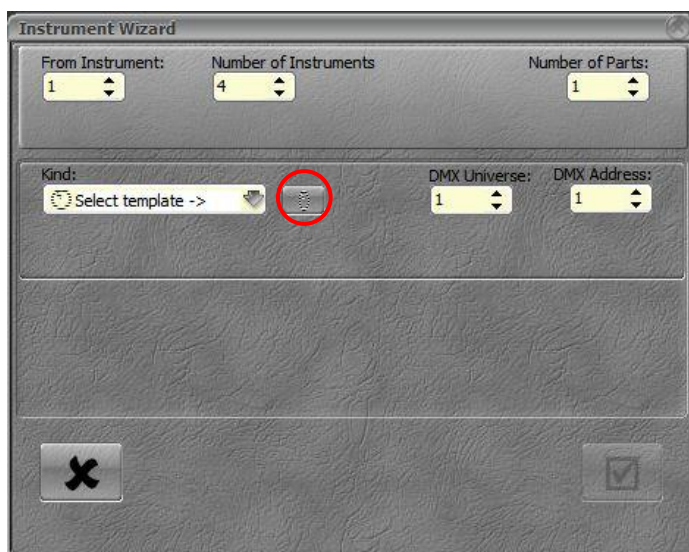 Instrument Wizard
From Instrument: Number of Instruments Number of Parts:
1 4 1
Kind: DMX Universe: DMX Address:
Select template -> 1 1